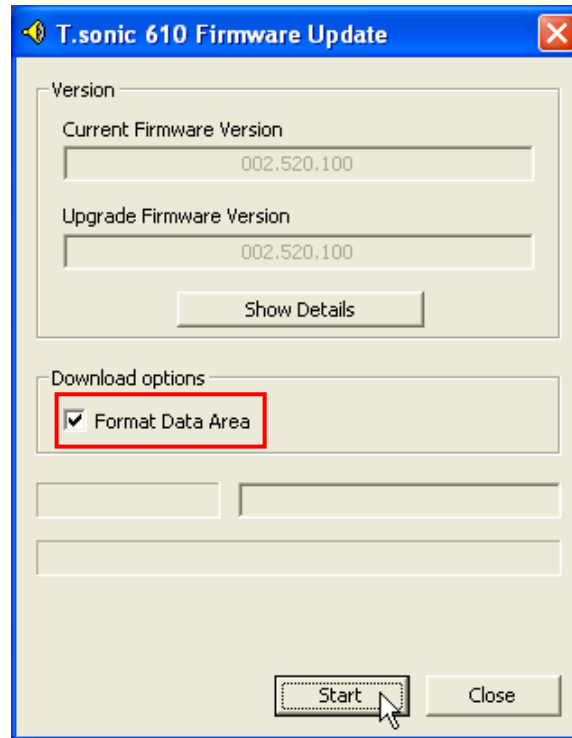 T.sonic 610 Firmware Update
Version
Current Firmware Version
002.520.100
Upgrade Firmware Version
002.520.100
Show Details
Download options
Format Data Area
Start Close